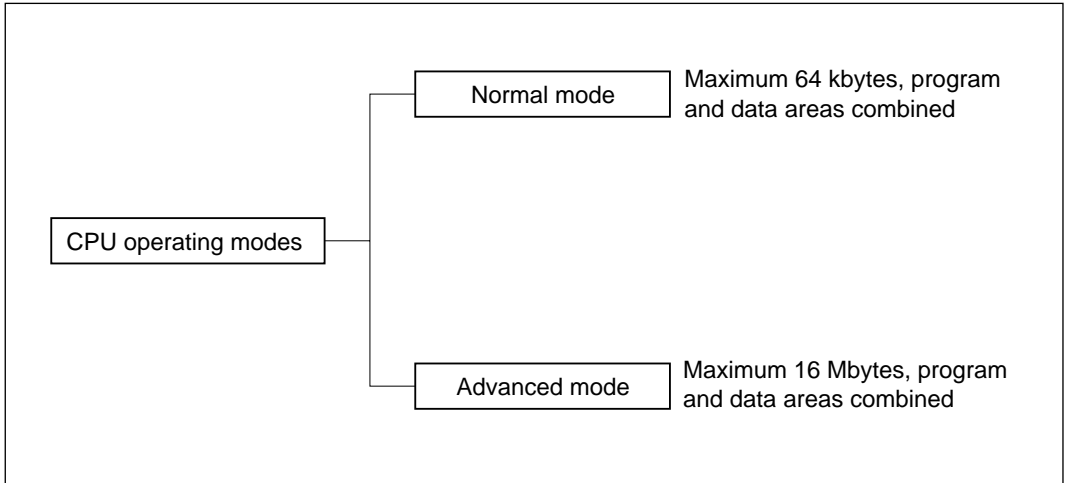 Normal mode
Maximum 64 kbytes, program
and data areas combined
CPU operating modes
Advanced mode
Maximum 16 Mbytes, program
and data areas combined